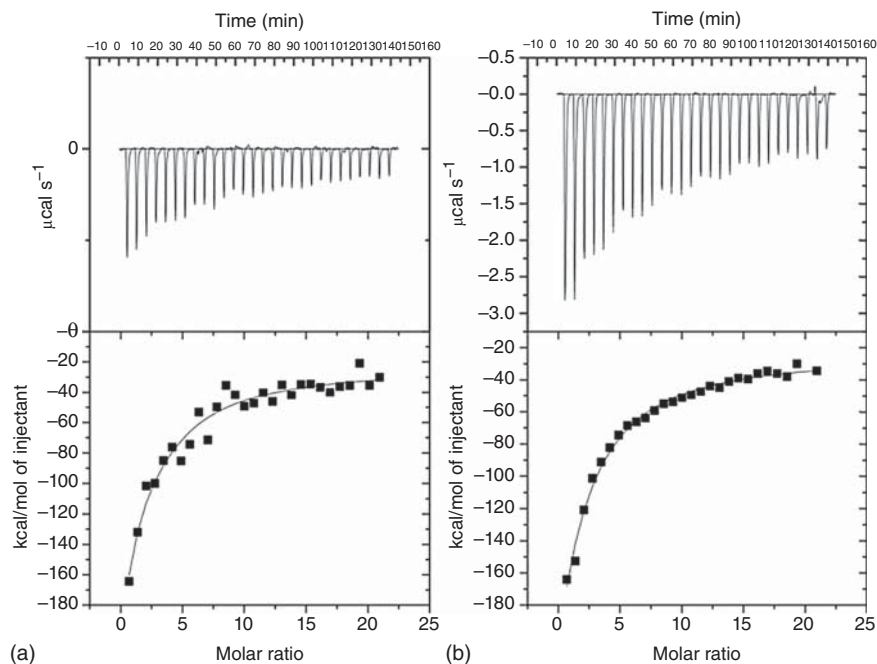 Time (min)
−10 0 10 20 30 40 50 60 70 80 90 100 110 120 130 140 150 160
0
−θ
μcal s⁻¹
−20
−40
−60
−80
−100
−120
−140
−160
−180
kcal/mol of injectant
0 5 10 15 20 25
Molar ratio
(a)
Time (min)
−10 0 10 20 30 40 50 60 70 80 90 100 110 120 130 140 150 160
−0.5
−0.0
−0.5
−1.0
−1.5
−2.0
−2.5
−3.0
μcal s⁻¹
−20
−40
−60
−80
−100
−120
−140
−160
−180
kcal/mol of injectant
0 5 10 15 20 25
Molar ratio
(b)